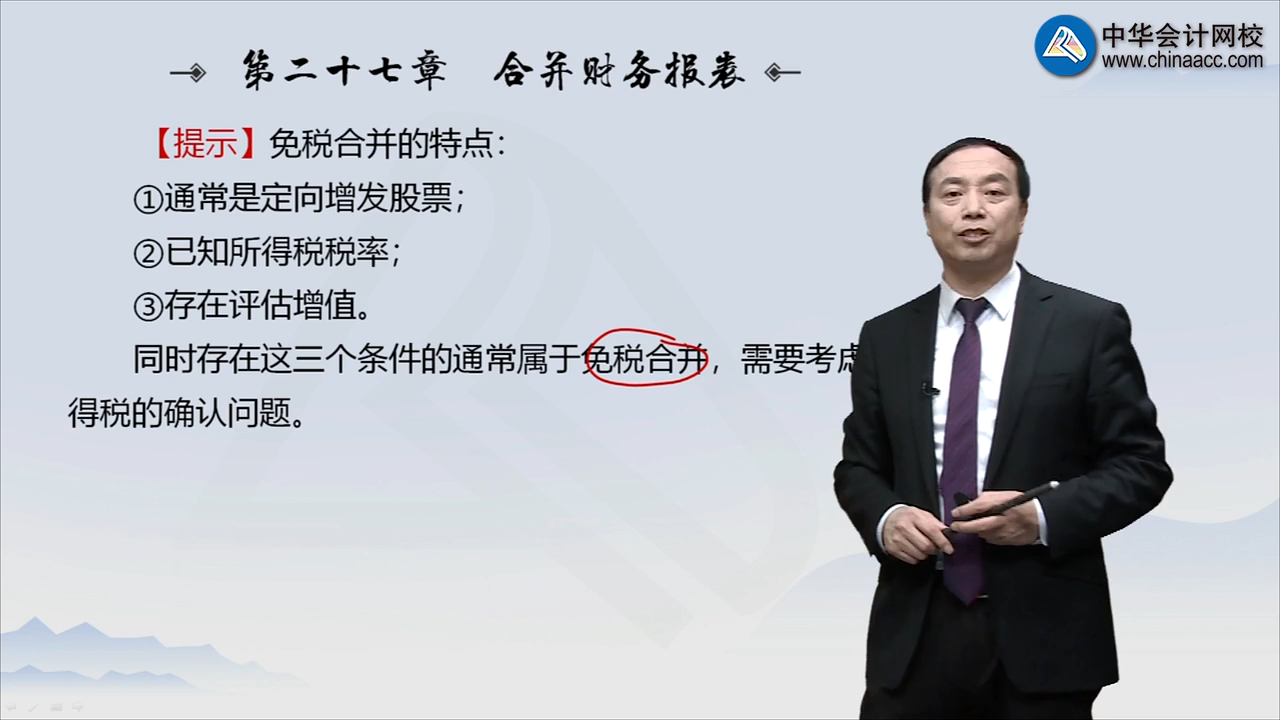 中华会计网校
www.chinaacc.com
第二十七章 合并财务报表
【提示】免税合并的特点：
①通常是定向增发股票；
②已知所得税税率；
③存在评估增值。
同时存在这三个条件的通常属于免税合并，需要考虑
得税的确认问题。